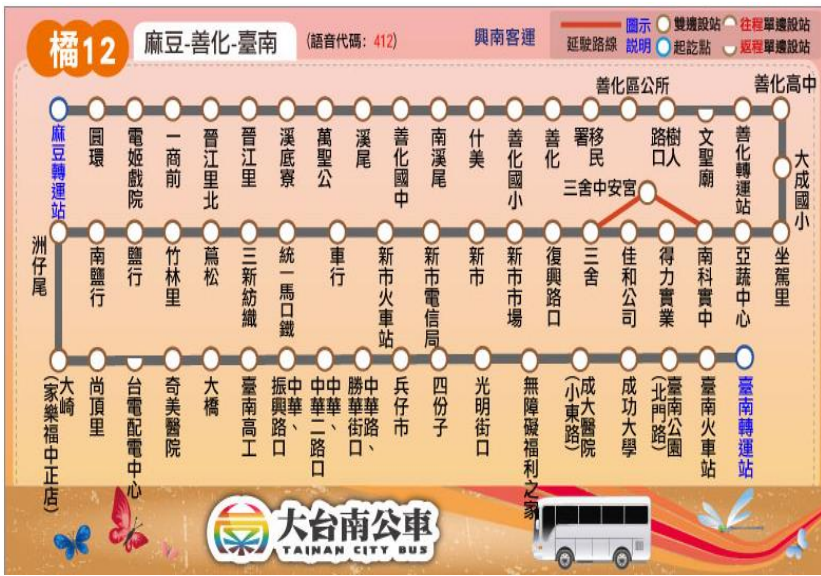 橘12
麻豆-善化-臺南
(語音代碼：412)
興南客運
延駛路線
圖示說明
雙邊設站
往程單邊設站
起訖點
返程單邊設站
麻豆轉運站
圓環
電姬戲院
一商前
晉江里北
晉江里
溪底寮
萬聖公
溪尾
善化國中
南溪尾
什美
善化國小
善化
移民署
善化區公所
樹人路口
文聖廟
善化轉運站
善化高中
大成國小
坐駕里
亞蔬中心
南科實中
三舍中安宮
得力實業
佳和公司
三舍
復興路口
新市市場
新市
新市電信局
新市火車站
車行
統一馬口鐵
三新紡織
蔦松
竹林里
鹽行
南鹽行
洲仔尾
大崎
(家樂福中正店)
尚頂里
台電配電中心
奇美醫院
大橋
臺南高工
中華、
振興路口
中華、
中華二路口
中華路、
勝華街口
兵仔市
四份子
光明街口
無障礙福利之家
成大醫院
(小東路)
成功大學
臺南公園
(北門路)
臺南火車站
臺南轉運站
大台南公車
TAINAN CITY BUS